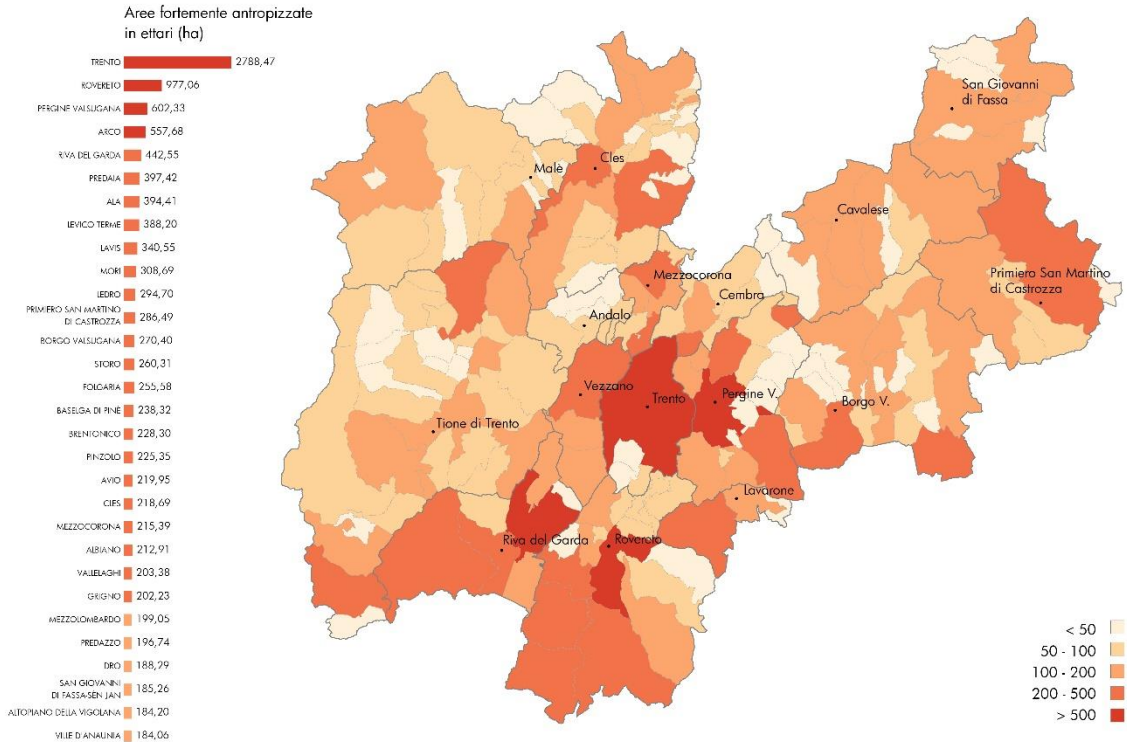 Aree fortemente antropizzate
in ettari (ha)
TRENTO 2788,47
ROVERETO 977,06
PERGINE VALSUGANA 602,33
ARCO 557,68
RIVA DEL GARDA 442,55
PREDAIA 397,42
ALA 394,41
LEVICO TERME 388,20
LAVIS 340,55
MORI 308,69
LEDRO 294,70
PRIMIERO SAN MARTINO
DI CASTROZZA 286,49
BORGO VALSUGANA 270,40
STORO 260,31
FOLGARIA 255,58
BASELGA DI PINÈ 238,32
BRENTONICO 228,30
PINZOLO 225,35
AVIO 219,95
CLES 218,69
MEZZOCORONA 215,39
ALBIANO 212,91
VALLELAGHI 203,38
GRIGNO 202,23
MEZZOLOMBARDO 199,05
PREDAZZO 196,74
DRO 188,29
SAN GIOVANNI
DI FASSA-SÈN JAN 185,26
ALTOPIANO DELLA VIGOLANA 184,20
VILLE D'ANAUNIA 184,06
San Giovanni
di Fassa
Cles
Malè
Cavalese
Mezzocorona
Primiero San Martino
di Castrozza
Cembra
Andalo
Vezzano
Trento
Pergine V.
Borgo V.
Tione di Trento
Lavarone
Riva del Garda
Rovereto
< 50
50 - 100
100 - 200
200 - 500
> 500